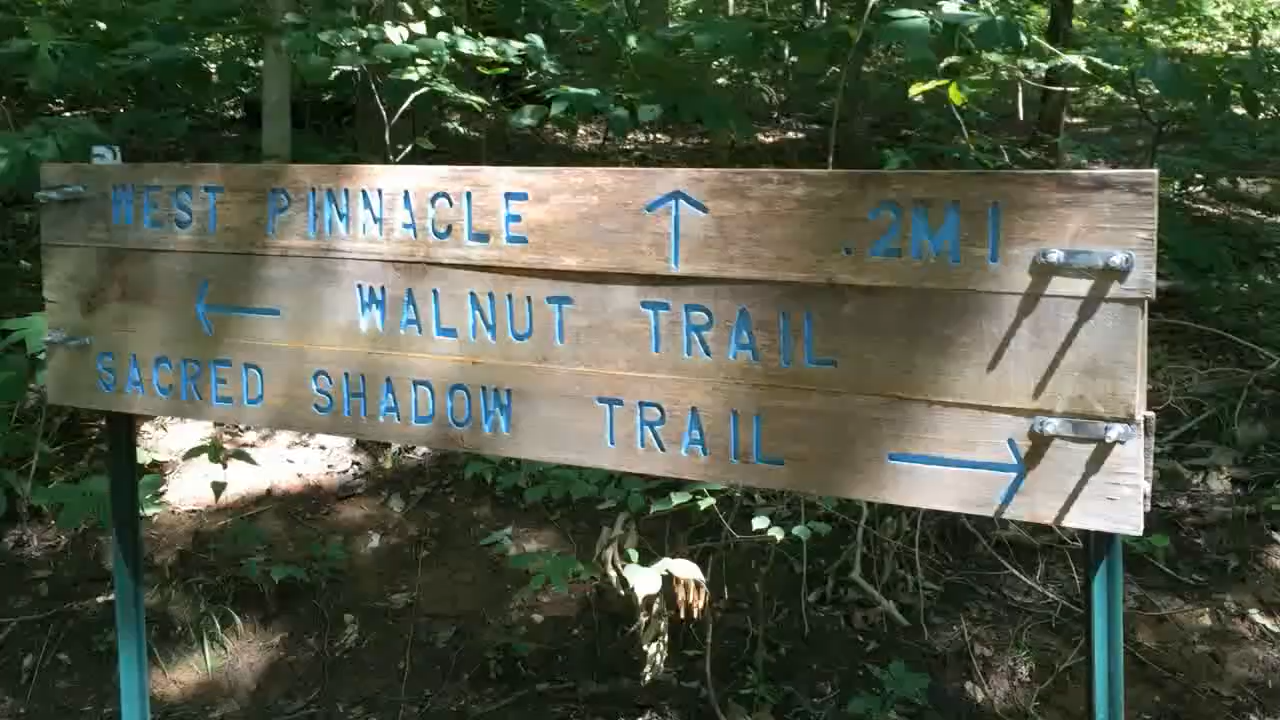 WEST PINNACLE ↑ .2MI
← WALNUT TRAIL
SACRED SHADOW TRAIL →